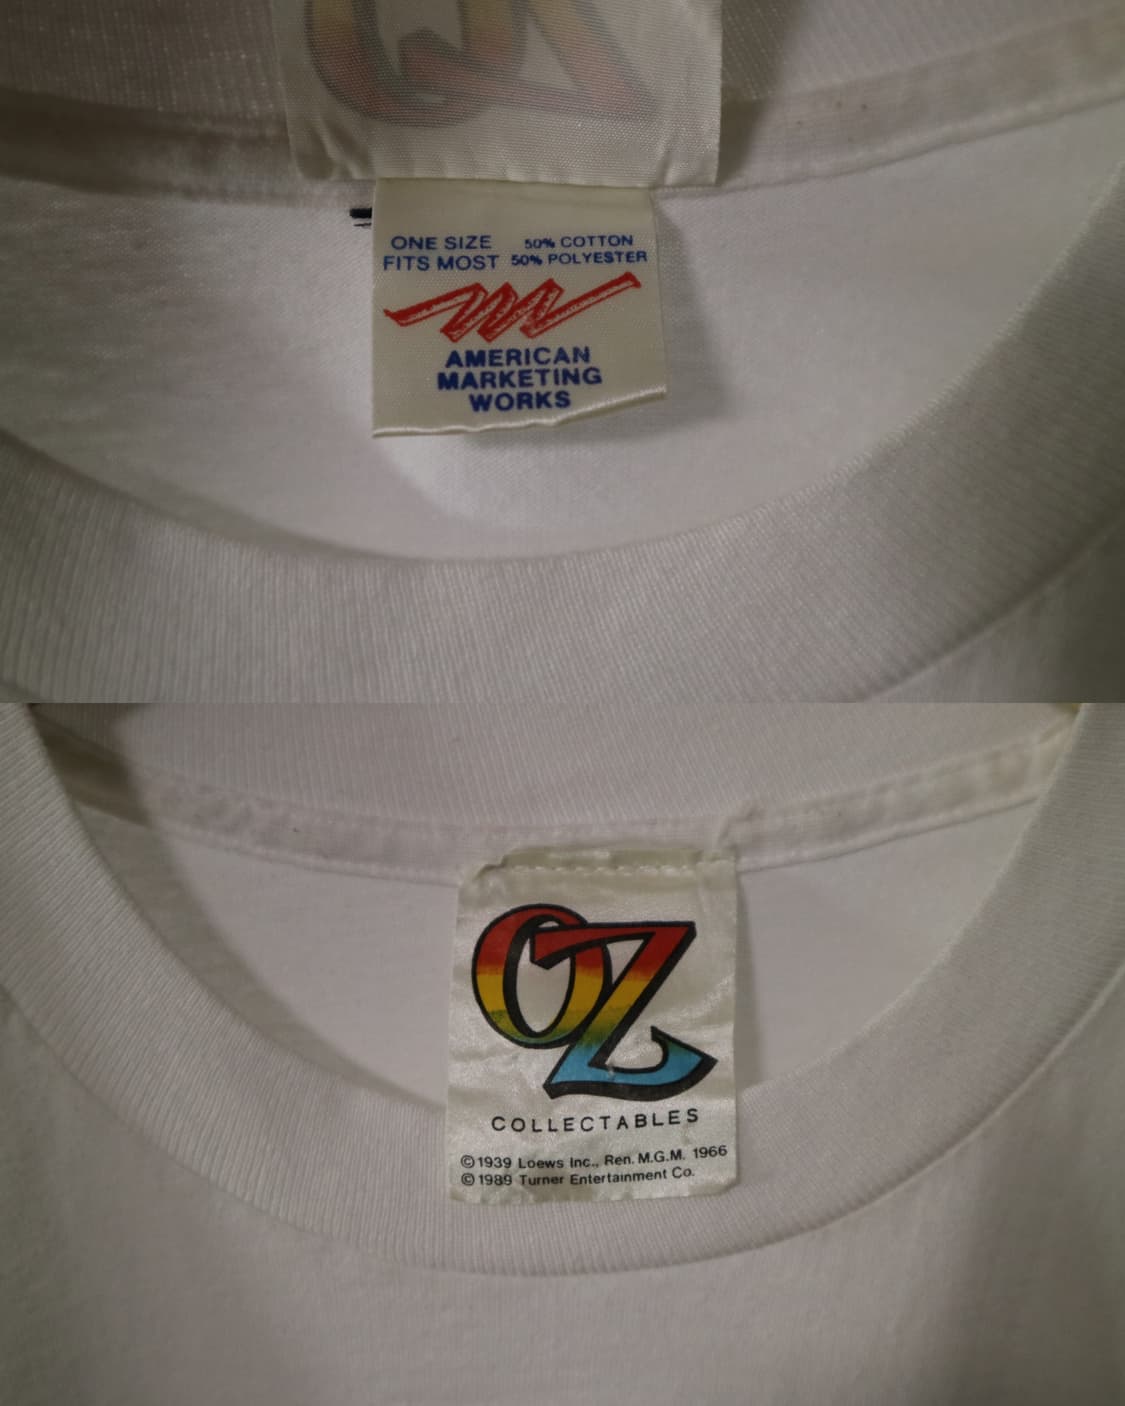 OZ
ONE SIZE 50% COTTON
FITS MOST 50% POLYESTER
AMERICAN
MARKETING
WORKS
OZ
COLLECTABLES
©1939 Loews Inc., Ren. M.G.M. 1966
©1989 Turner Entertainment Co.